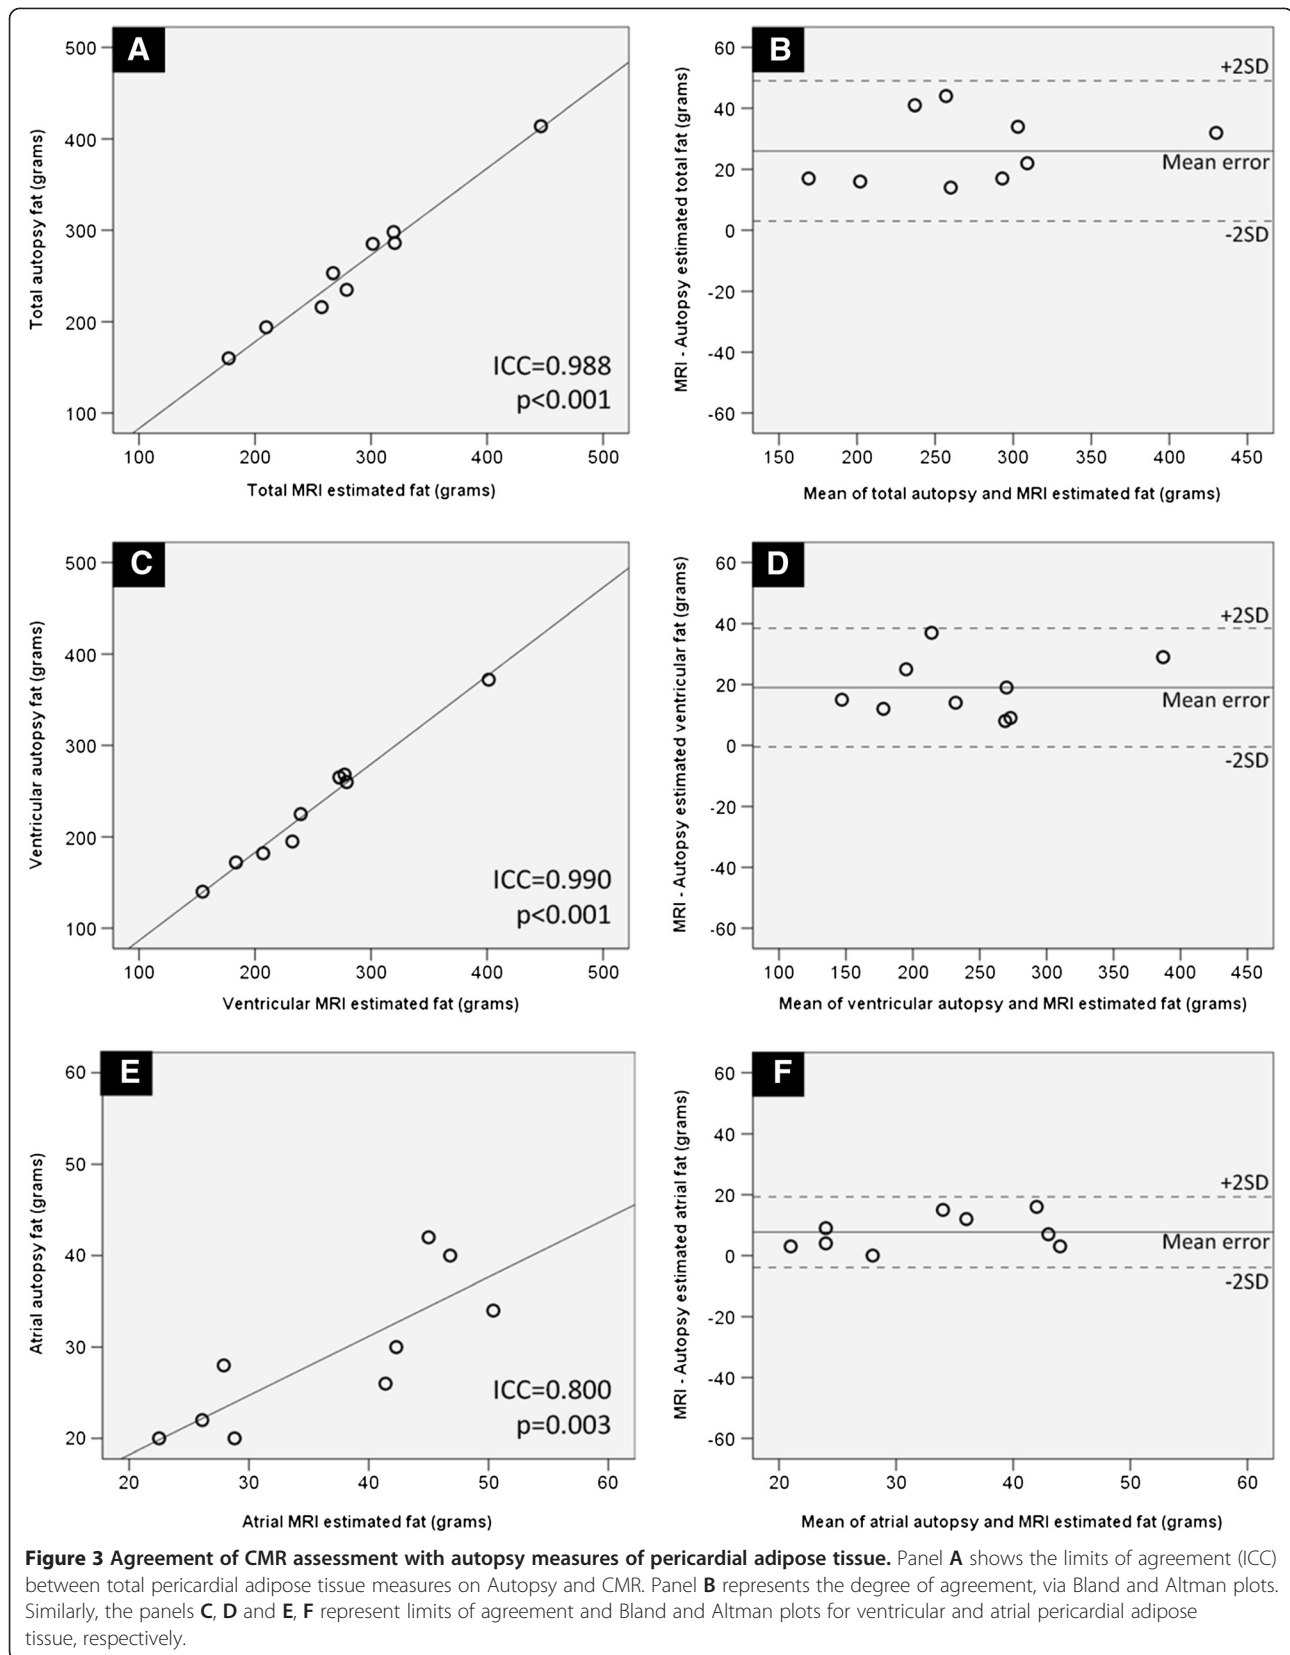 A
500
400
300
200
100
Total autopsy fat (grams)
ICC=0.988
p<0.001
100 200 300 400 500
Total MRI estimated fat (grams)
B
60
40
20
0
-20
-40
-60
MRI - Autopsy estimated total fat (grams)
+2SD
Mean error
-2SD
150 200 250 300 350 400 450
Mean of total autopsy and MRI estimated fat (grams)
C
500
400
300
200
100
Ventricular autopsy fat (grams)
ICC=0.990
p<0.001
100 200 300 400 500
Ventricular MRI estimated fat (grams)
D
60
40
20
0
-20
-40
-60
MRI - Autopsy estimated ventricular fat (grams)
+2SD
Mean error
-2SD
100 150 200 250 300 350 400 450
Mean of ventricular autopsy and MRI estimated fat (grams)
E
60
50
40
30
20
Atrial autopsy fat (grams)
ICC=0.800
p=0.003
20 30 40 50 60
Atrial MRI estimated fat (grams)
F
60
40
20
0
-20
-40
-60
MRI - Autopsy estimated atrial fat (grams)
+2SD
Mean error
-2SD
20 30 40 50 60
Mean of atrial autopsy and MRI estimated fat (grams)
Figure 3 Agreement of CMR assessment with autopsy measures of pericardial adipose tissue. Panel A shows the limits of agreement (ICC)
between total pericardial adipose tissue measures on Autopsy and CMR. Panel B represents the degree of agreement, via Bland and Altman plots.
Similarly, the panels C, D and E, F represent limits of agreement and Bland and Altman plots for ventricular and atrial pericardial adipose
tissue, respectively.